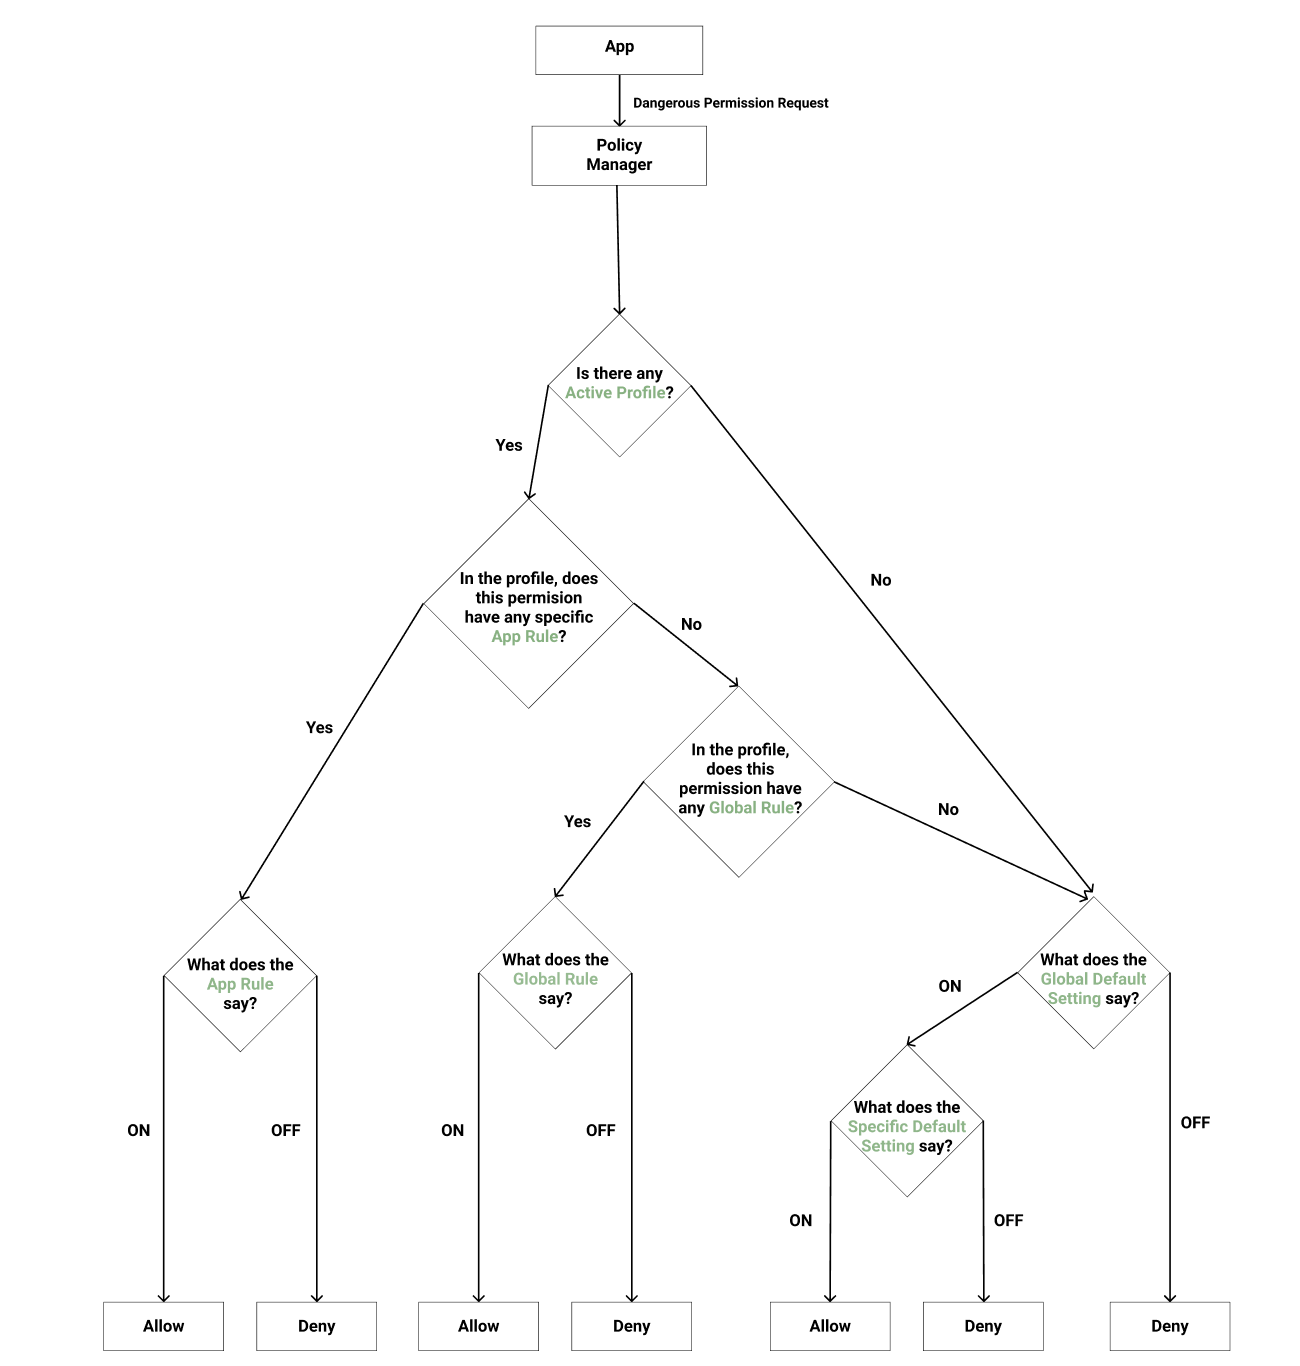 App
Dangerous Permission Request
Policy
Manager
Is there any
Active Profile?
Yes
No
In the profile, does
this permision
have any specific
App Rule?
No
Yes
In the profile,
does this
permission have
any Global Rule?
Yes
No
What does the
App Rule
say?
What does the
Global Rule
say?
What does the
Global Default
Setting say?
ON
What does the
Specific Default
Setting say?
ON
OFF
ON
OFF
OFF
ON
OFF
Allow
Deny
Allow
Deny
Allow
Deny
Deny